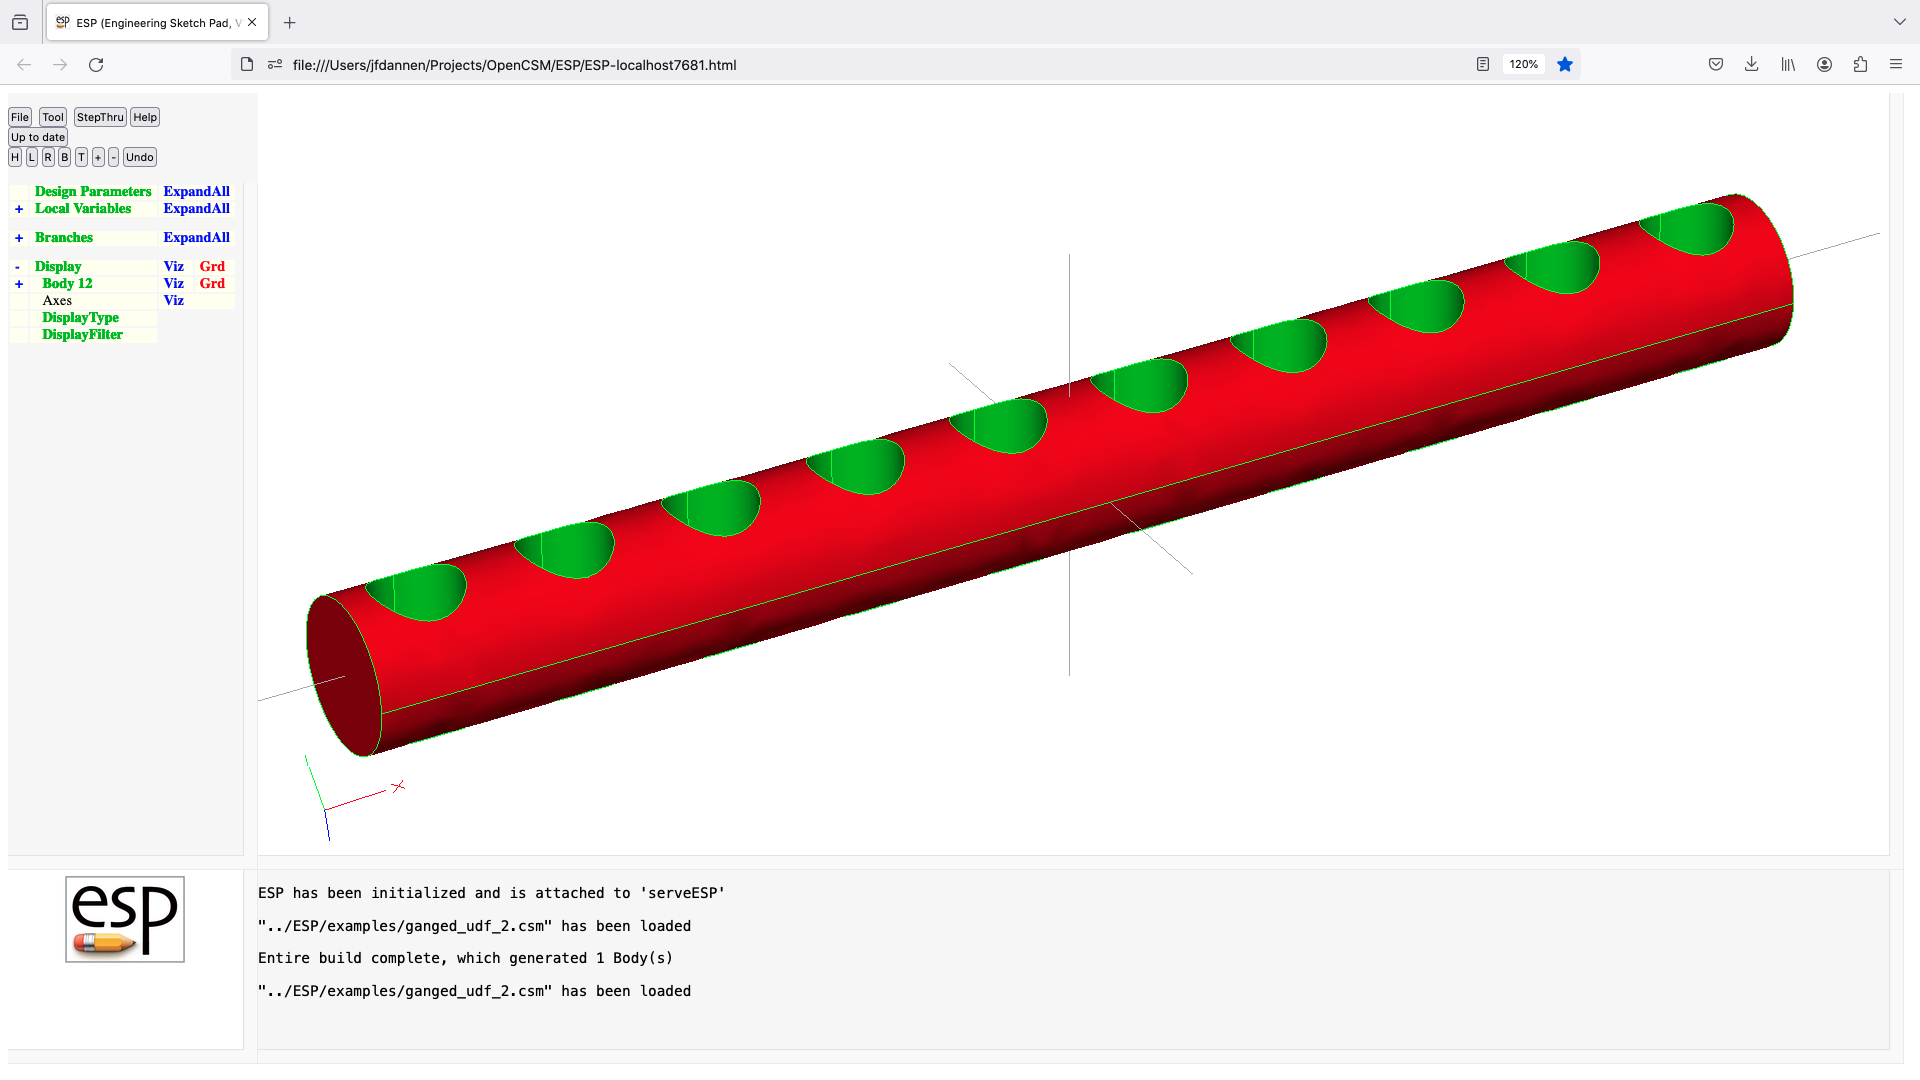 ESP (Engineering Sketch Pad, V
file:///Users/jfdannen/Projects/OpenCSM/ESP/ESP-localhost7681.html
120%
File Tool StepThru Help
Up to date
H L R B T + - Undo
Design Parameters ExpandAll
+ Local Variables ExpandAll
+ Branches ExpandAll
- Display Viz Grd
+ Body 12 Viz Grd
Axes Viz
DisplayType
DisplayFilter
X
esp
ESP has been initialized and is attached to 'serveESP'
"../ESP/examples/ganged_udf_2.csm" has been loaded
Entire build complete, which generated 1 Body(s)
"../ESP/examples/ganged_udf_2.csm" has been loaded